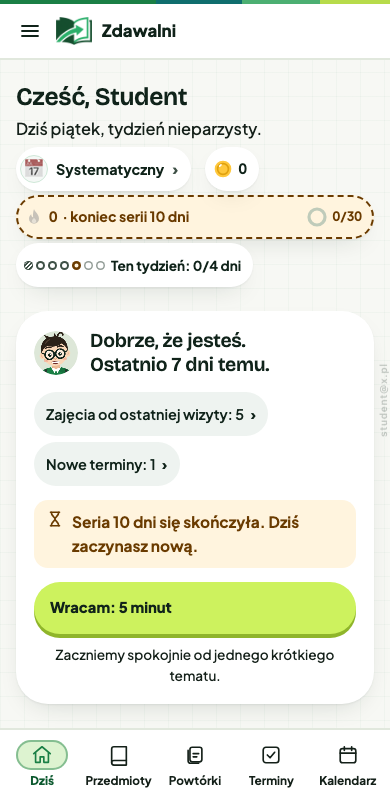 Zdawalni
Cześć, Student
Dziś piątek, tydzień nieparzysty.
Systematyczny ›
0
0 · koniec serii 10 dni
0/30
Ten tydzień: 0/4 dni
Dobrze, że jesteś.
Ostatnio 7 dni temu.
Zajęcia od ostatniej wizyty: 5 ›
Nowe terminy: 1 ›
Seria 10 dni się skończyła. Dziś
zaczynasz nową.
Wracam: 5 minut
Zaczniemy spokojnie od jednego krótkiego
tematu.
student@x.pl
Dziś
Przedmioty
Powtórki
Terminy
Kalendarz